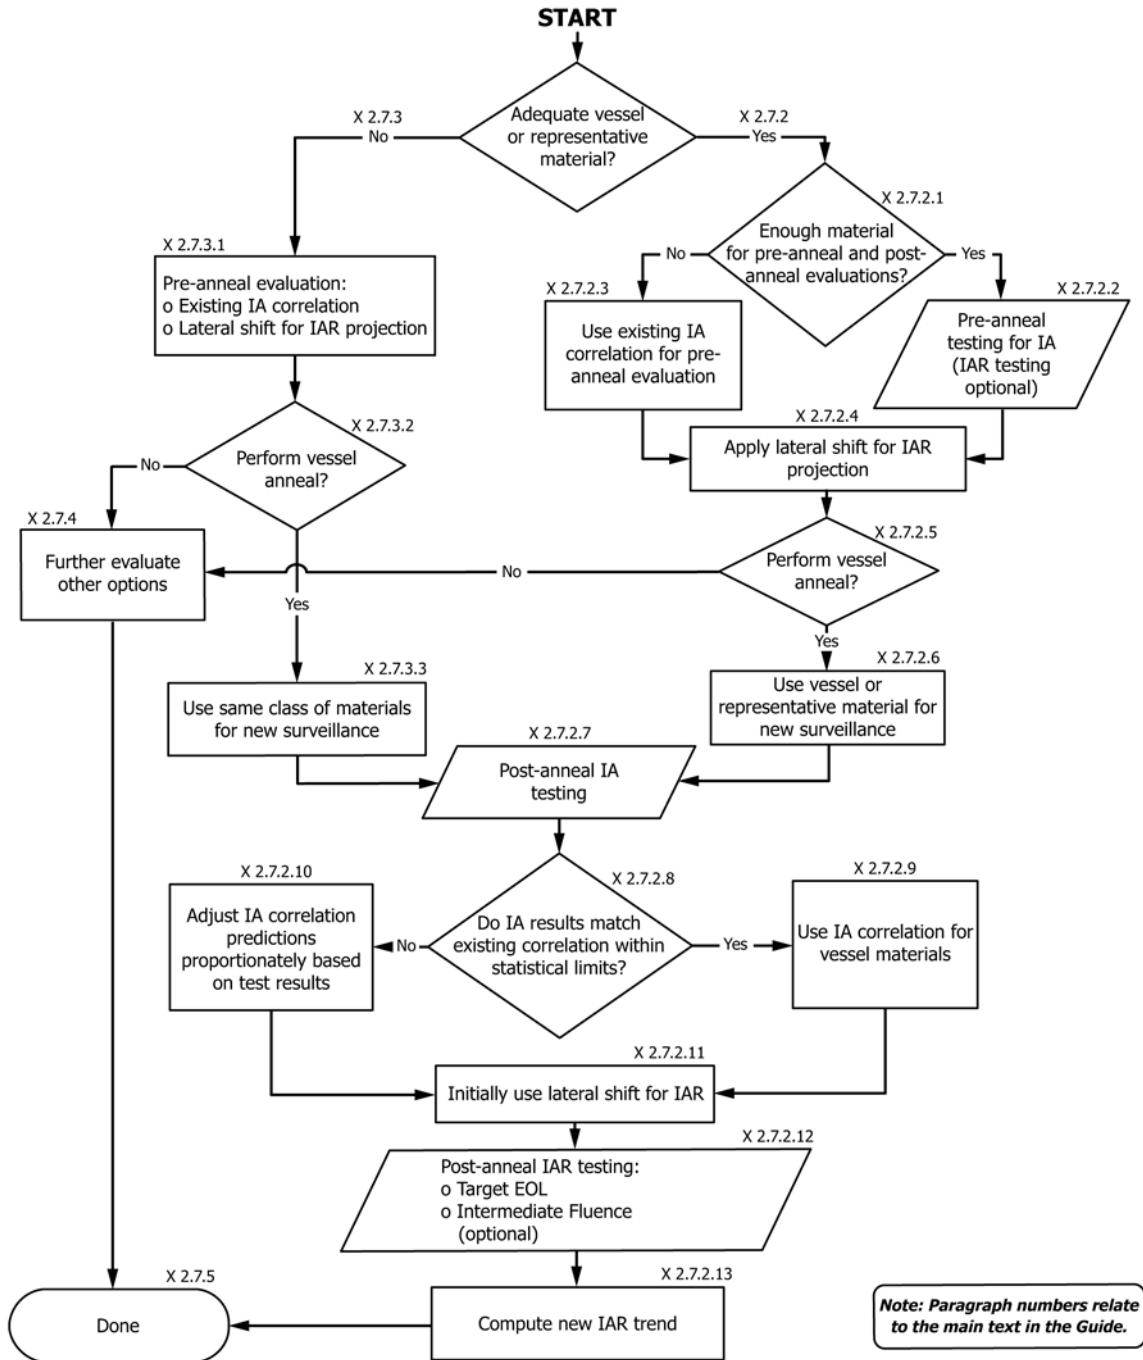 START
Adequate vessel
or representative
material?
X 2.7.3
No
X 2.7.2
Yes
X 2.7.2.1
Enough material
for pre-anneal and post-
anneal evaluations?
No
Yes
X 2.7.3.1
Pre-anneal evaluation:
o Existing IA correlation
o Lateral shift for IAR projection
X 2.7.2.3
Use existing IA
correlation for pre-
anneal evaluation
X 2.7.2.2
Pre-anneal
testing for IA
(IAR testing
optional)
X 2.7.3.2
Perform vessel
anneal?
No
Yes
X 2.7.2.4
Apply lateral shift for IAR
projection
X 2.7.4
Further evaluate
other options
X 2.7.2.5
Perform vessel
anneal?
No
Yes
X 2.7.3.3
Use same class of materials
for new surveillance
X 2.7.2.6
Use vessel or
representative material for
new surveillance
X 2.7.2.7
Post-anneal IA
testing
X 2.7.2.8
Do IA results match
existing correlation within
statistical limits?
No
Yes
X 2.7.2.10
Adjust IA correlation
predictions
proportionately based
on test results
X 2.7.2.9
Use IA correlation for
vessel materials
X 2.7.2.11
Initially use lateral shift for IAR
X 2.7.2.12
Post-anneal IAR testing:
o Target EOL
o Intermediate Fluence
(optional)
X 2.7.2.13
Compute new IAR trend
X 2.7.5
Done
Note: Paragraph numbers relate
to the main text in the Guide.